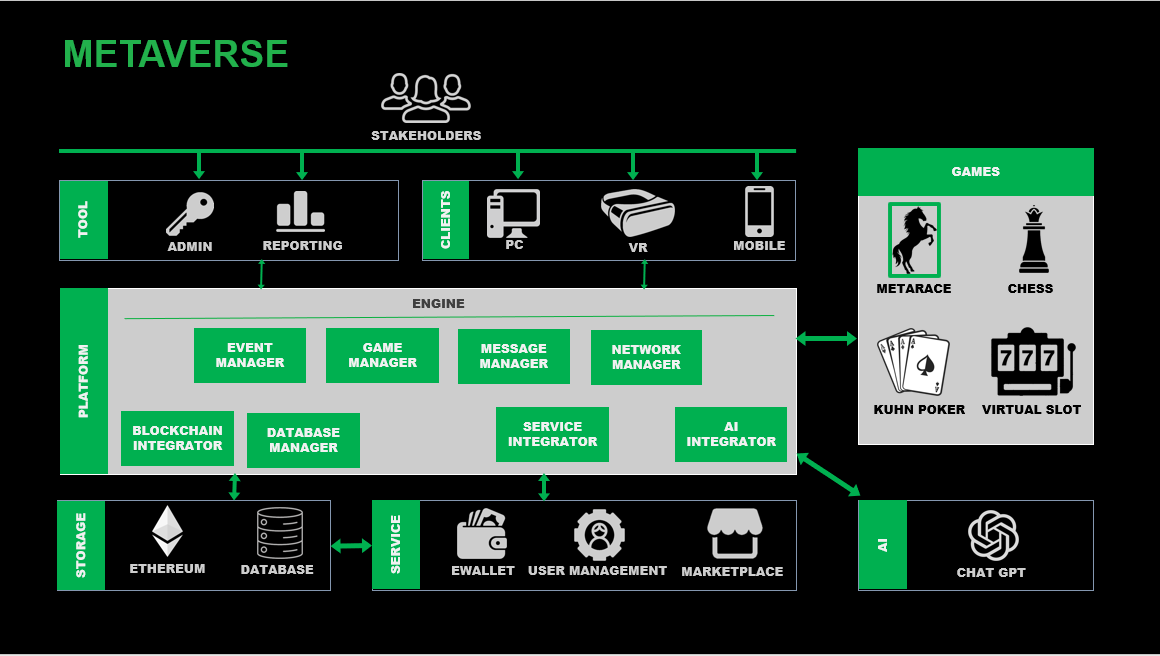 METAVERSE
STAKEHOLDERS
TOOL
ADMIN
REPORTING
CLIENTS
PC
VR
MOBILE
GAMES
METARACE
CHESS
KUHN POKER
VIRTUAL SLOT
777
PLATFORM
ENGINE
EVENT
MANAGER
GAME
MANAGER
MESSAGE
MANAGER
NETWORK
MANAGER
BLOCKCHAIN
INTEGRATOR
DATABASE
MANAGER
SERVICE
INTEGRATOR
AI
INTEGRATOR
STORAGE
ETHEREUM
DATABASE
SERVICE
EWALLET
USER MANAGEMENT
MARKETPLACE
AI
CHAT GPT